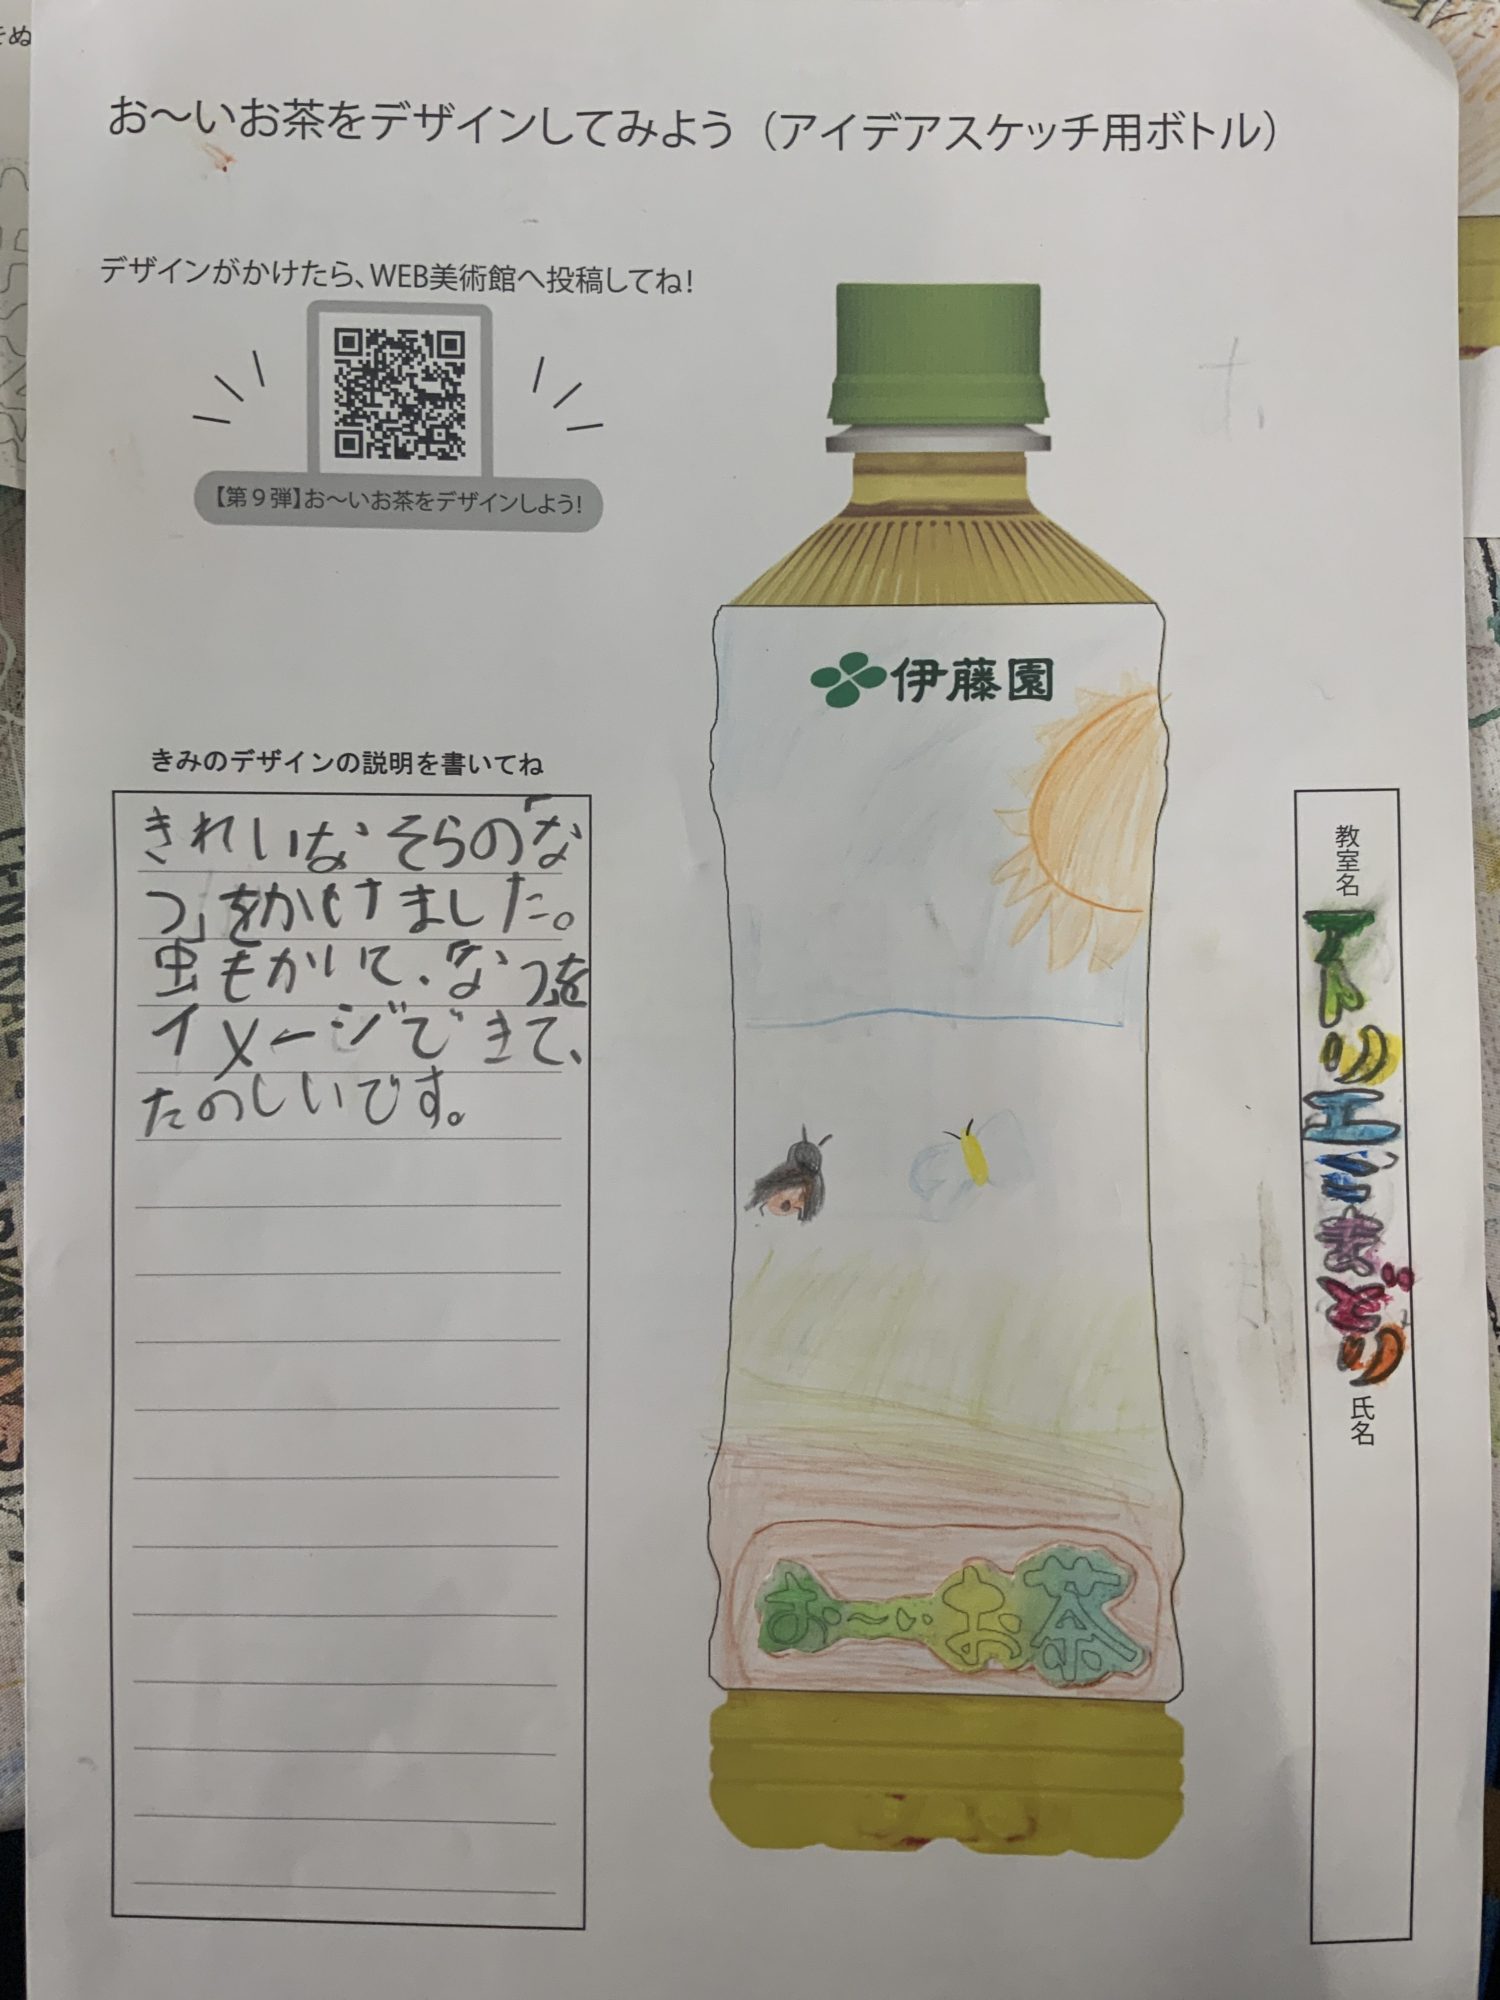 お～いお茶をデザインしてみよう（アイデアスケッチ用ボトル）
デザインがかけたら、WEB美術館へ投稿してね！
【第９弾】お～いお茶をデザインしよう！
伊藤園
きみのデザインの説明を書いてね
きれいなそらの「な
つ」をかけました。
虫もかいて、「なつ」を
イメージできて、
たのしいです。
お～いお茶
教室名
アトリエ ミまどり
氏名